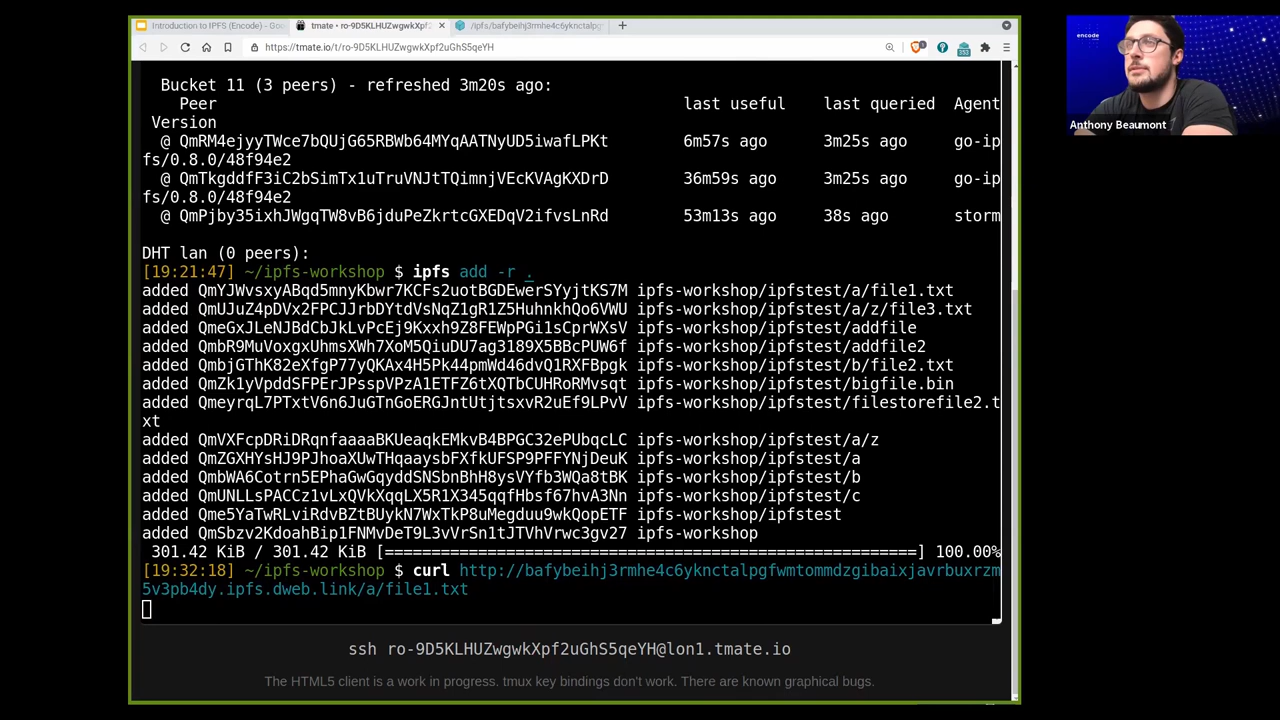 Introduction to IPFS (Encode) - Go
tmate • ro-9D5KLHUZwgwkXpf2
/ipfs/bafybeihj3rmhe4c6yknctalpg
https://tmate.io/t/ro-9D5KLHUZwgwkXpf2uGhS5qeYH
encode
Anthony Beaumont
Bucket 11 (3 peers) - refreshed 3m20s ago:
Peer last useful last queried Agent
Version
@ QmRM4ejyyTWce7bQUjG65RBWb64MYqAATNyUD5iwafLPKt 6m57s ago 3m25s ago go-ip
fs/0.8.0/48f94e2
@ QmTkgddfF3iC2bSimTx1uTruVNJtTQimnjVEcKVAgKXDrD 36m59s ago 3m25s ago go-ip
fs/0.8.0/48f94e2
@ QmPjby35ixhJWgqTW8vB6jduPeZkrtcGXEDqV2ifvsLnRd 53m13s ago 38s ago storm
DHT lan (0 peers):
[19:21:47] ~/ipfs-workshop $ ipfs add -r .
added QmYJWvsxyABqd5mnyKbwr7KCFs2uotBGDEwerSYyjtKS7M ipfs-workshop/ipfstest/a/file1.txt
added QmUJuZ4pDVx2FPCJJrbDYtdVsNqZ1gR1Z5HuhnkhQo6VWU ipfs-workshop/ipfstest/a/z/file3.txt
added QmeGxJLeNJBdCbJkLvPcEj9Kxxh9Z8FEWpPGi1sCprWXsV ipfs-workshop/ipfstest/addfile
added QmbR9MuVoxgxUhmsXWh7XoM5QiuDU7ag3189X5BBcPUW6f ipfs-workshop/ipfstest/addfile2
added QmbjGThK82eXfgP77yQKAx4H5Pk44pmWd46dvQ1RXFBpgk ipfs-workshop/ipfstest/b/file2.txt
added QmZk1yVpddSFPErJPsspVPzA1ETFZ6tXQTbCUHRoRMvsqt ipfs-workshop/ipfstest/bigfile.bin
added QmeyrqL7PTxtV6n6JuGTnGoERGJntUtjtsxvR2uEf9LPvV ipfs-workshop/ipfstest/filestorefile2.t
xt
added QmVXFcpDRiDRqnfaaaaBKUeaqkEMkvB4BPGC32ePUbqcLC ipfs-workshop/ipfstest/a/z
added QmZGXHYsHJ9PJhoaXUwTHqaaysbFXfkUFSP9PFFYNjDeuK ipfs-workshop/ipfstest/a
added QmbWA6Cotrn5EPhaGwGqyddSNSbnBhH8ysVYfb3WQa8tBK ipfs-workshop/ipfstest/b
added QmUNLLsPACCz1vLxQVkXqqLX5R1X345qqfHbsf67hvA3Nn ipfs-workshop/ipfstest/c
added Qme5YaTwRLviRdvBZtBUykN7WxTkP8uMegduu9wkQopETF ipfs-workshop/ipfstest
added QmSbzv2KdoahBip1FNMvDeT9L3vVrSn1tJTVhVrwc3gv27 ipfs-workshop
301.42 KiB / 301.42 KiB [=========================================================] 100.00%
[19:32:18] ~/ipfs-workshop $ curl http://bafybeihj3rmhe4c6yknctalpgfwmtommdzgibaixjavrbuxrzm
5v3pb4dy.ipfs.dweb.link/a/file1.txt
ssh ro-9D5KLHUZwgwkXpf2uGhS5qeYH@lon1.tmate.io
The HTML5 client is a work in progress. tmux key bindings don't work. There are known graphical bugs.